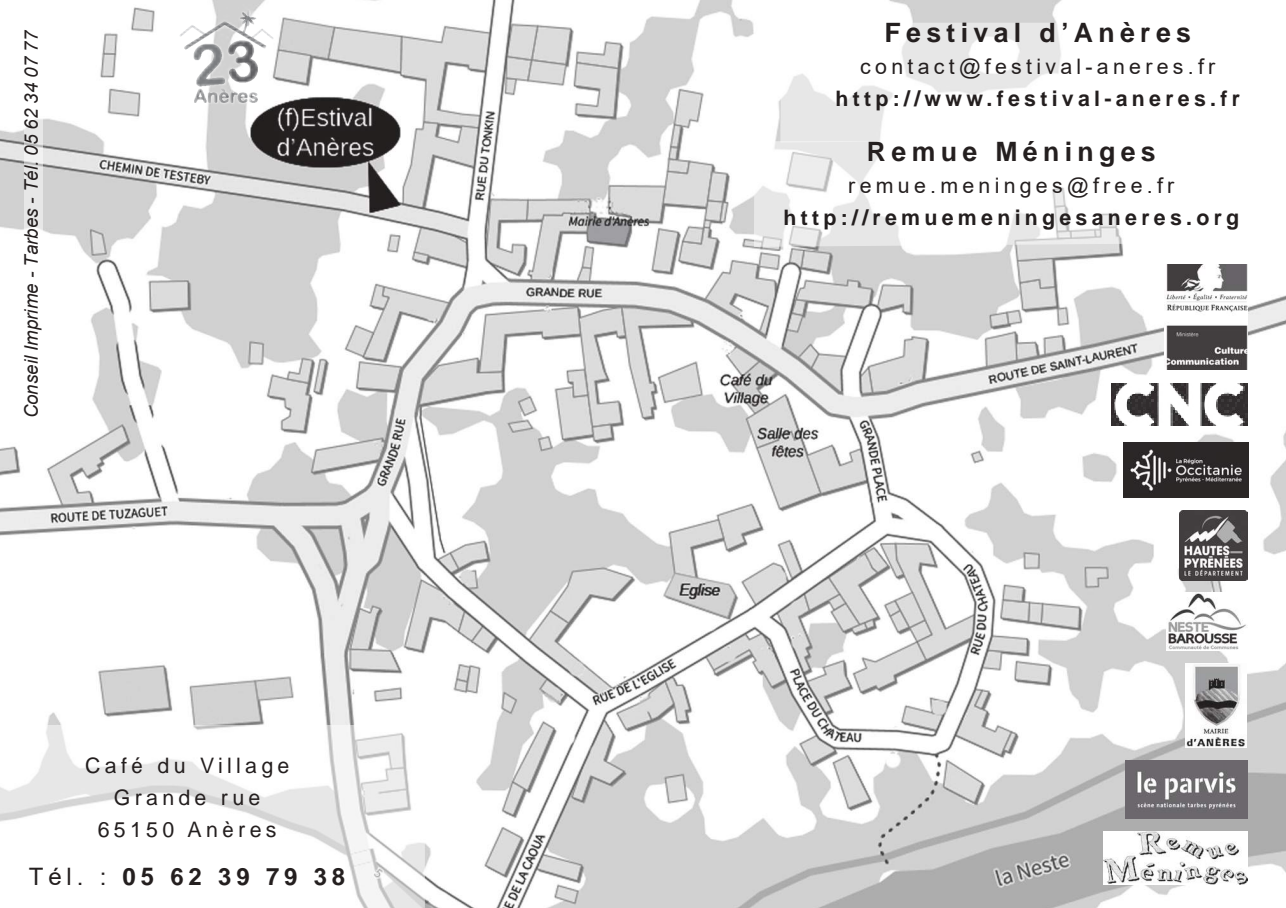 Conseil Imprime - Tarbes - Tél. 05 62 34 07 77
23
Anères
(f)Estival
d'Anères
Festival d'Anères
contact@festival-aneres.fr
http://www.festival-aneres.fr
Remue Méninges
remue.meninges@free.fr
http://remuemeningesaneres.org
CHEMIN DE TESTEBY
RUE DU TONKIN
Mairie d'Anères
GRANDE RUE
ROUTE DE SAINT-LAURENT
Café du
Village
Salle des
fêtes
GRANDE PLACE
GRANDE RUE
ROUTE DE TUZAGUET
Eglise
RUE DU CHATEAU
RUE DE L'EGLISE
PLACE DU CHATEAU
E DE LA CAOUA
la Neste
Liberté • Égalité • Fraternité
RÉPUBLIQUE FRANÇAISE
Ministère
Culture
Communication
CNC
La Région
Occitanie
Pyrénées - Méditerranée
HAUTES
PYRÉNÉES
LE DÉPARTEMENT
NESTE
BAROUSSE
Communauté de Communes
MAIRIE
d'ANÈRES
le parvis
scène nationale tarbes pyrénées
Remue
Méninges
Café du Village
Grande rue
65150 Anères
Tél. : 05 62 39 79 38